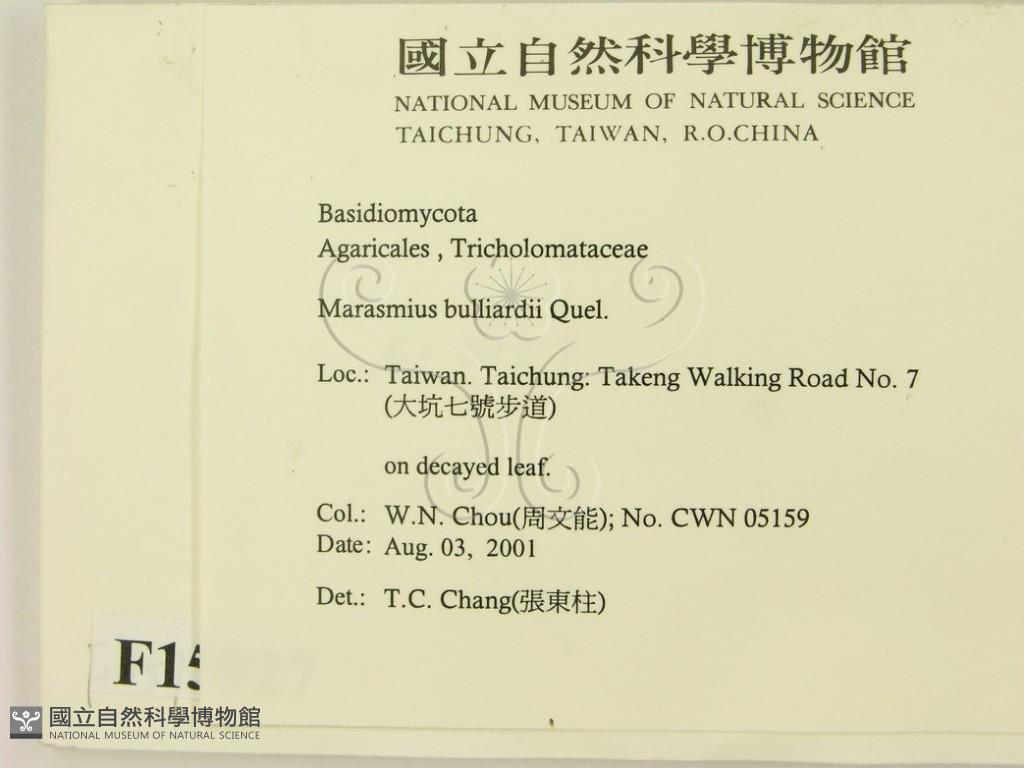 國立自然科學博物館
NATIONAL MUSEUM OF NATURAL SCIENCE
TAICHUNG, TAIWAN, R.O.CHINA
Basidiomycota
Agaricales , Tricholomataceae
Marasmius bulliardii Quel.
Loc.: Taiwan. Taichung: Takeng Walking Road No. 7
(大坑七號步道)
on decayed leaf.
Col.: W.N. Chou(周文能); No. CWN 05159
Date: Aug. 03, 2001
Det.: T.C. Chang(張東柱)
F15
國立自然科學博物館
NATIONAL MUSEUM OF NATURAL SCIENCE